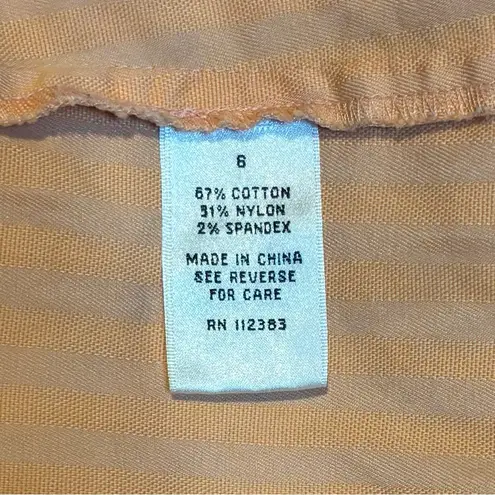 6
67% COTTON
31% NYLON
2% SPANDEX
MADE IN CHINA
SEE REVERSE
FOR CARE
RN 112383